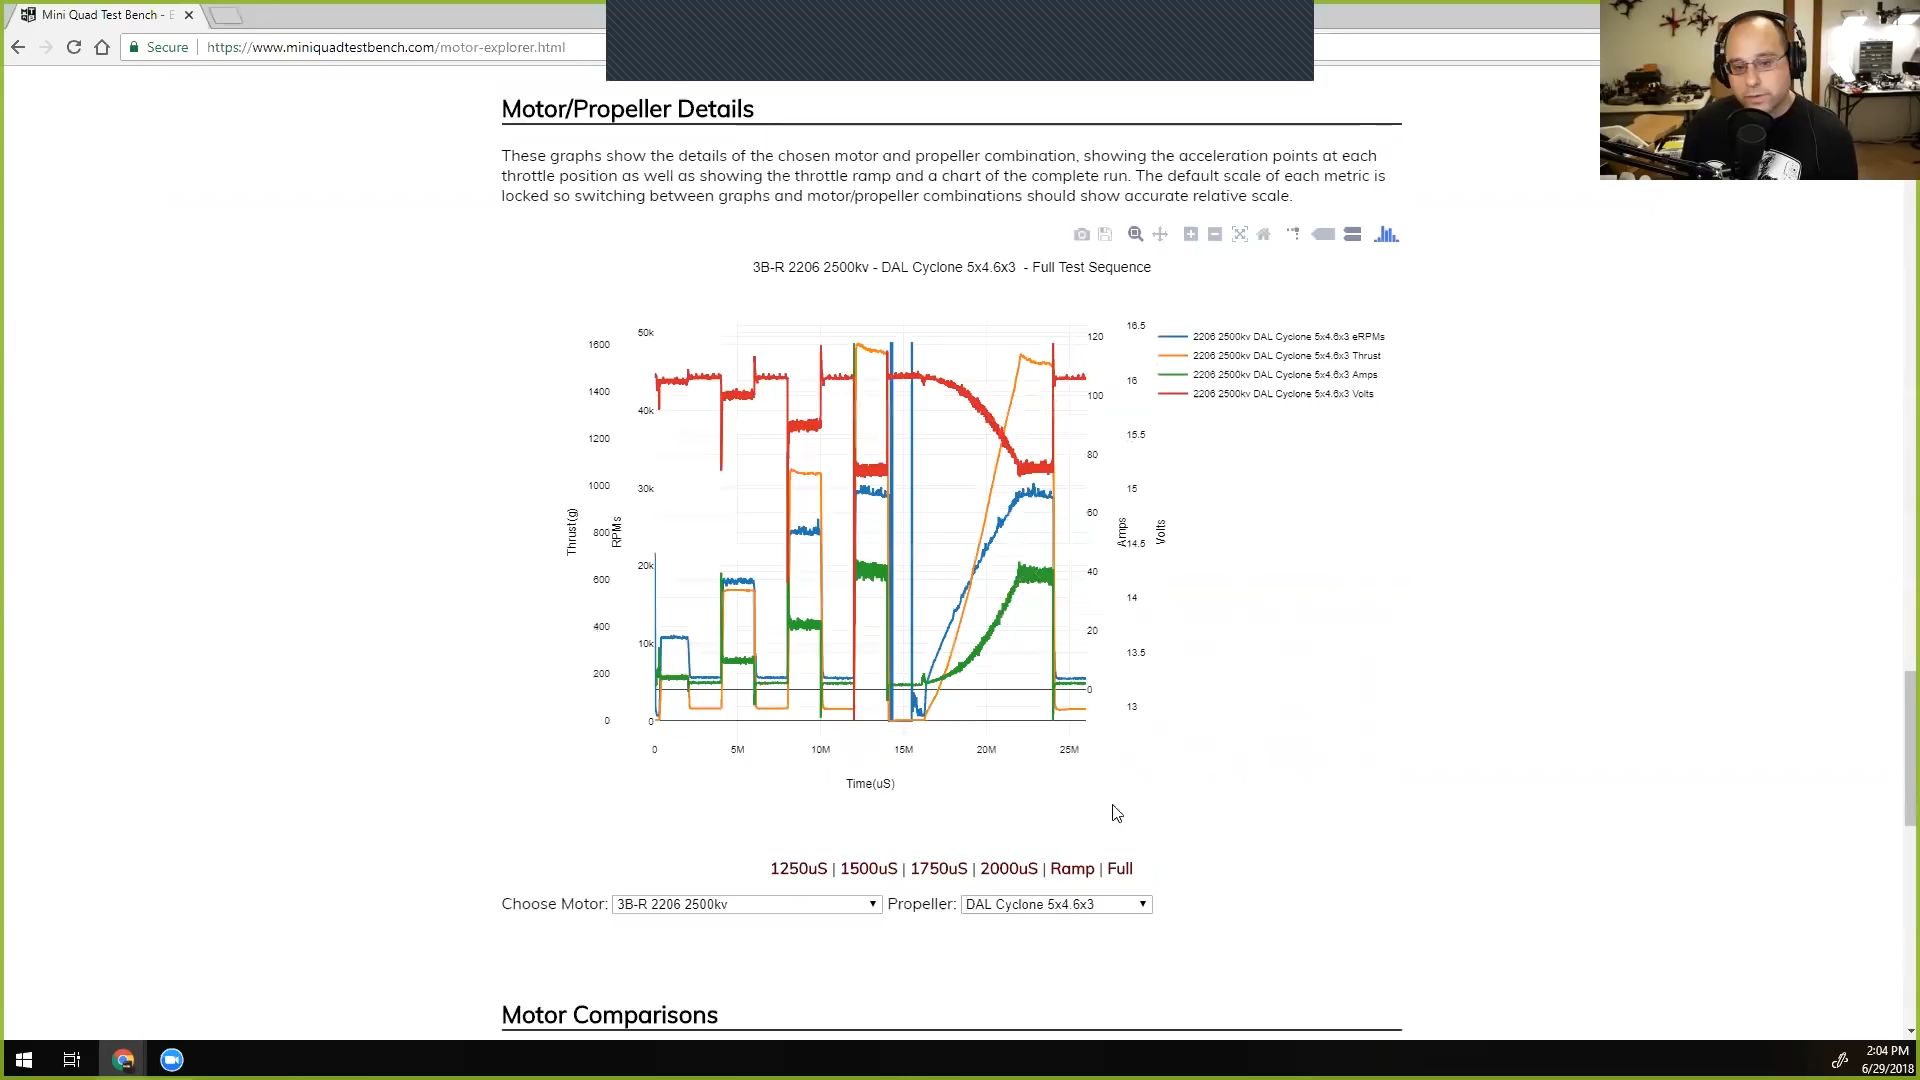 Mini Quad Test Bench - E
Secure
https://www.miniquadtestbench.com/motor-explorer.html
Motor/Propeller Details
These graphs show the details of the chosen motor and propeller combination, showing the acceleration points at each
throttle position as well as showing the throttle ramp and a chart of the complete run. The default scale of each metric is
locked so switching between graphs and motor/propeller combinations should show accurate relative scale.
3B-R 2206 2500kv - DAL Cyclone 5x4.6x3 - Full Test Sequence
1600
1400
1200
1000
800
600
400
200
0
Thrust(g)
50k
40k
30k
20k
10k
0
RPMs
120
100
80
60
40
20
0
Amps
16.5
16
15.5
15
14.5
14
13.5
13
Volts
2206 2500kv DAL Cyclone 5x4.6x3 eRPMs
2206 2500kv DAL Cyclone 5x4.6x3 Thrust
2206 2500kv DAL Cyclone 5x4.6x3 Amps
2206 2500kv DAL Cyclone 5x4.6x3 Volts
0 5M 10M 15M 20M 25M
Time(uS)
1250uS | 1500uS | 1750uS | 2000uS | Ramp | Full
Choose Motor: 3B-R 2206 2500kv Propeller: DAL Cyclone 5x4.6x3
Motor Comparisons
2:04 PM
6/29/2018